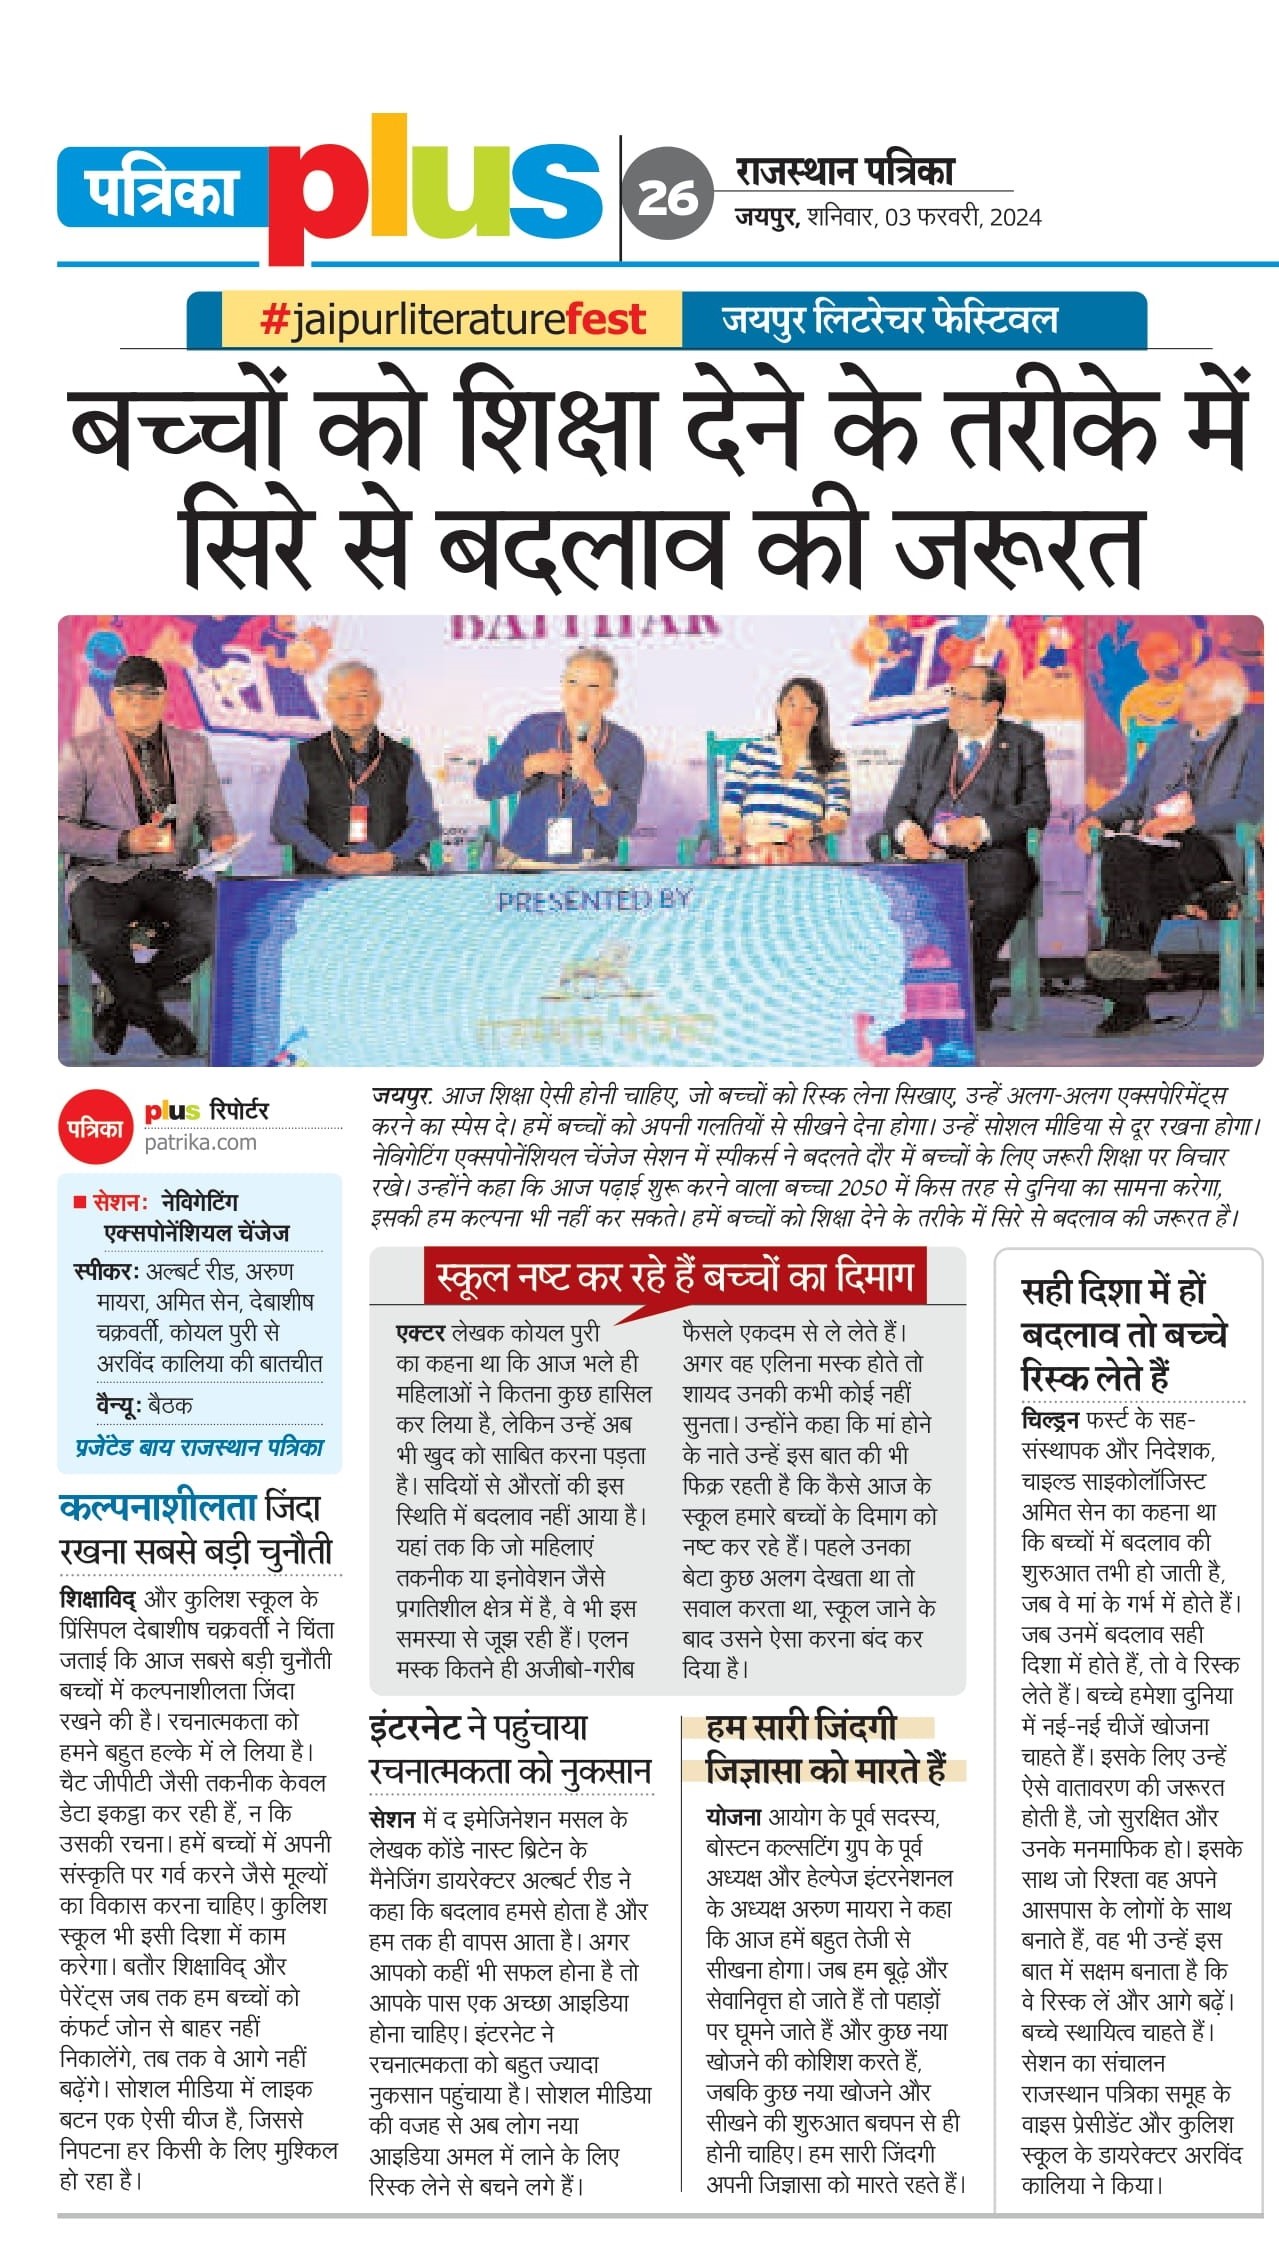 पत्रिका plus
26
राजस्थान पत्रिका
जयपुर, शनिवार, 03 फरवरी, 2024
#jaipurliteraturefest
जयपुर लिटरेचर फेस्टिवल
बच्चों को शिक्षा देने के तरीके में
सिरे से बदलाव की जरूरत
PRESENTED BY
राजस्थान पत्रिका
पत्रिका
plus रिपोर्टर
patrika.com
सेशन: नेविगेटिंग
एक्सपोनेंशियल चेंजेज
स्पीकर: अल्बर्ट रीड, अरुण
मायरा, अमित सेन, देबाशीष
चक्रवर्ती, कोयल पुरी से
अरविंद कालिया की बातचीत
वैन्यू: बैठक
प्रजेंटेड बाय राजस्थान पत्रिका
जयपुर. आज शिक्षा ऐसी होनी चाहिए, जो बच्चों को रिस्क लेना सिखाए, उन्हें अलग-अलग एक्सपेरिमेंट्स
करने का स्पेस दे। हमें बच्चों को अपनी गलतियों से सीखने देना होगा। उन्हें सोशल मीडिया से दूर रखना होगा।
नेविगेटिंग एक्सपोनेंशियल चेंजेज सेशन में स्पीकर्स ने बदलते दौर में बच्चों के लिए जरूरी शिक्षा पर विचार
रखे। उन्होंने कहा कि आज पढ़ाई शुरू करने वाला बच्चा 2050 में किस तरह से दुनिया का सामना करेगा,
इसकी हम कल्पना भी नहीं कर सकते। हमें बच्चों को शिक्षा देने के तरीके में सिरे से बदलाव की जरूरत है।
कल्पनाशीलता जिंदा
रखना सबसे बड़ी चुनौती
शिक्षाविद् और कुलिश स्कूल के
प्रिंसिपल देबाशीष चक्रवर्ती ने चिंता
जताई कि आज सबसे बड़ी चुनौती
बच्चों में कल्पनाशीलता जिंदा
रखने की है। रचनात्मकता को
हमने बहुत हल्के में ले लिया है।
चैट जीपीटी जैसी तकनीक केवल
डेटा इकट्ठा कर रही हैं, न कि
उसकी रचना। हमें बच्चों में अपनी
संस्कृति पर गर्व करने जैसे मूल्यों
का विकास करना चाहिए। कुलिश
स्कूल भी इसी दिशा में काम
करेगा। बतौर शिक्षाविद् और
पेरेंट्स जब तक हम बच्चों को
कंफर्ट जोन से बाहर नहीं
निकालेंगे, तब तक वे आगे नहीं
बढ़ेंगे। सोशल मीडिया में लाइक
बटन एक ऐसी चीज है, जिससे
निपटना हर किसी के लिए मुश्किल
हो रहा है।
स्कूल नष्ट कर रहे हैं बच्चों का दिमाग
एक्टर लेखक कोयल पुरी
का कहना था कि आज भले ही
महिलाओं ने कितना कुछ हासिल
कर लिया है, लेकिन उन्हें अब
भी खुद को साबित करना पड़ता
है। सदियों से औरतों की इस
स्थिति में बदलाव नहीं आया है।
यहां तक कि जो महिलाएं
तकनीक या इनोवेशन जैसे
प्रगतिशील क्षेत्र में है, वे भी इस
समस्या से जूझ रही हैं। एलन
मस्क कितने ही अजीबो-गरीब
फैसले एकदम से ले लेते हैं।
अगर वह एलिना मस्क होते तो
शायद उनकी कभी कोई नहीं
सुनता। उन्होंने कहा कि मां होने
के नाते उन्हें इस बात की भी
फिक्र रहती है कि कैसे आज के
स्कूल हमारे बच्चों के दिमाग को
नष्ट कर रहे हैं। पहले उनका
बेटा कुछ अलग देखता था तो
सवाल करता था, स्कूल जाने के
बाद उसने ऐसा करना बंद कर
दिया है।
इंटरनेट ने पहुंचाया
रचनात्मकता को नुकसान
सेशन में द इमेजिनेशन मसल के
लेखक कोंडे नास्ट ब्रिटेन के
मैनेजिंग डायरेक्टर अल्बर्ट रीड ने
कहा कि बदलाव हमसे होता है और
हम तक ही वापस आता है। अगर
आपको कहीं भी सफल होना है तो
आपके पास एक अच्छा आइडिया
होना चाहिए। इंटरनेट ने
रचनात्मकता को बहुत ज्यादा
नुकसान पहुंचाया है। सोशल मीडिया
की वजह से अब लोग नया
आइडिया अमल में लाने के लिए
रिस्क लेने से बचने लगे हैं।
हम सारी जिंदगी
जिज्ञासा को मारते हैं
योजना आयोग के पूर्व सदस्य,
बोस्टन कल्सटिंग ग्रुप के पूर्व
अध्यक्ष और हेल्पेज इंटरनेशनल
के अध्यक्ष अरुण मायरा ने कहा
कि आज हमें बहुत तेजी से
सीखना होगा। जब हम बूढ़े और
सेवानिवृत्त हो जाते हैं तो पहाड़ों
पर घूमने जाते हैं और कुछ नया
खोजने की कोशिश करते हैं,
जबकि कुछ नया खोजने और
सीखने की शुरुआत बचपन से ही
होनी चाहिए। हम सारी जिंदगी
अपनी जिज्ञासा को मारते रहते हैं।
सही दिशा में हों
बदलाव तो बच्चे
रिस्क लेते हैं
चिल्ड्रन फर्स्ट के सह-
संस्थापक और निदेशक,
चाइल्ड साइकोलॉजिस्ट
अमित सेन का कहना था
कि बच्चों में बदलाव की
शुरुआत तभी हो जाती है,
जब वे मां के गर्भ में होते हैं।
जब उनमें बदलाव सही
दिशा में होते हैं, तो वे रिस्क
लेते हैं। बच्चे हमेशा दुनिया
में नई-नई चीजें खोजना
चाहते हैं। इसके लिए उन्हें
ऐसे वातावरण की जरूरत
होती है, जो सुरक्षित और
उनके मनमाफिक हो। इसके
साथ जो रिश्ता वह अपने
आसपास के लोगों के साथ
बनाते हैं, वह भी उन्हें इस
बात में सक्षम बनाता है कि
वे रिस्क लें और आगे बढ़ें।
बच्चे स्थायित्व चाहते हैं।
सेशन का संचालन
राजस्थान पत्रिका समूह के
वाइस प्रेसीडेंट और कुलिश
स्कूल के डायरेक्टर अरविंद
कालिया ने किया।